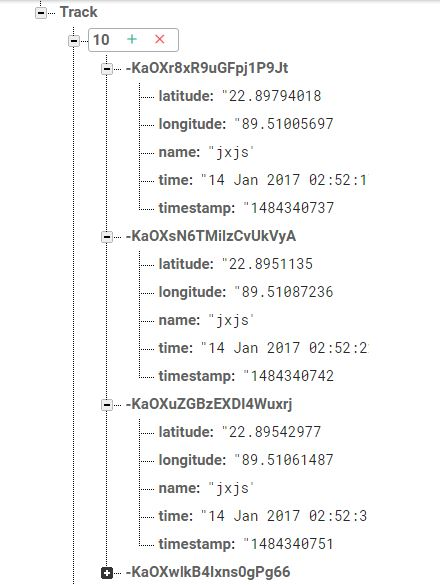 Track
10 + ×
-KaOXr8xR9uGFpj1P9Jt
latitude: "22.89794018
longitude: "89.51005697
name: "jxjs"
time: "14 Jan 2017 02:52:1
timestamp: "1484340737
-KaOXsN6TMilzCvUkVyA
latitude: "22.8951135
longitude: "89.51087236
name: "jxjs"
time: "14 Jan 2017 02:52:2
timestamp: "1484340742
-KaOXuZGBzEXDl4Wuxrj
latitude: "22.89542977
longitude: "89.51061487
name: "jxjs"
time: "14 Jan 2017 02:52:3
timestamp: "1484340751
-KaOXwlkB4lxns0gPg66